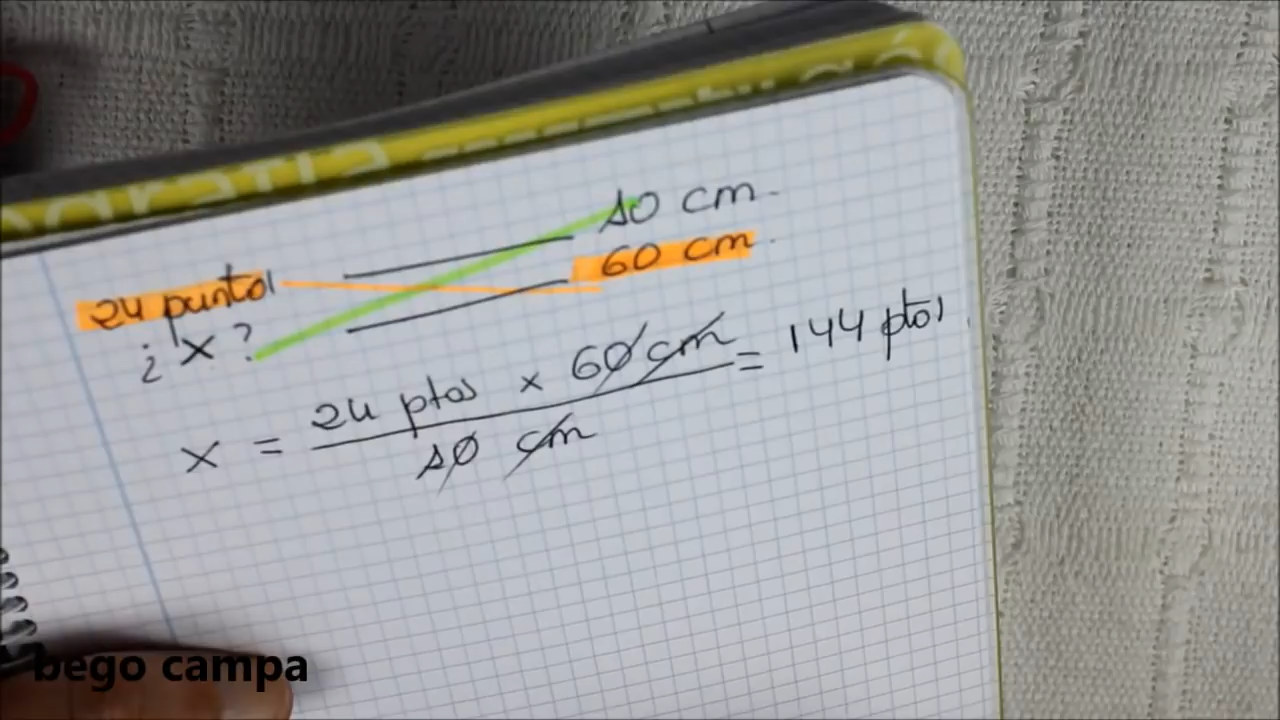 24 puntos 10 cm.
¿X? 60 cm.
X = 24 ptos × 60 cm / 10 cm = 144 ptos.
bego campa